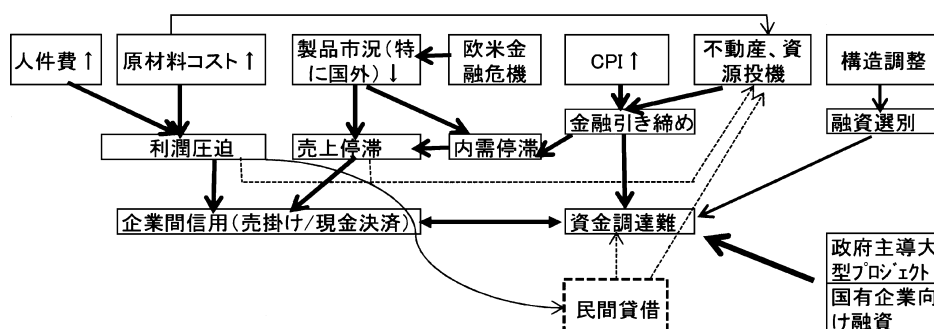 人件費↑
原材料コスト↑
製品市況(特
に国外)↓
欧米金
融危機
CPI↑
不動産、資
源投機
構造調整
金融引き締め
融資選別
利潤圧迫
売上停滞
内需停滞
企業間信用(売掛け/現金決済)
資金調達難
政府主導大
型プロジェクト
国有企業向
け融資
民間貸借